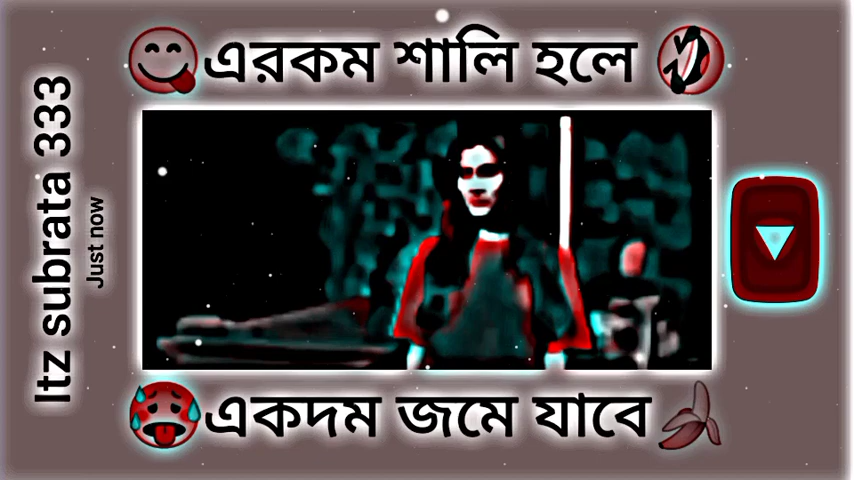 এরকম শালি হলে
Itz subrata 333
Just now
একদম জমে যাবে